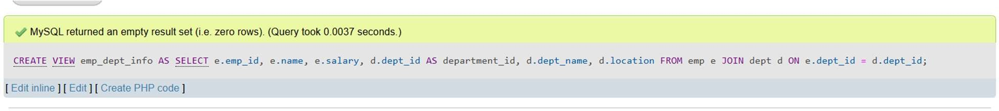 MySQL returned an empty result set (i.e. zero rows). (Query took 0.0037 seconds.)
CREATE VIEW emp_dept_info AS SELECT e.emp_id, e.name, e.salary, d.dept_id AS department_id, d.dept_name, d.location FROM emp e JOIN dept d ON e.dept_id = d.dept_id;
[ Edit inline ] [ Edit ] [ Create PHP code ]